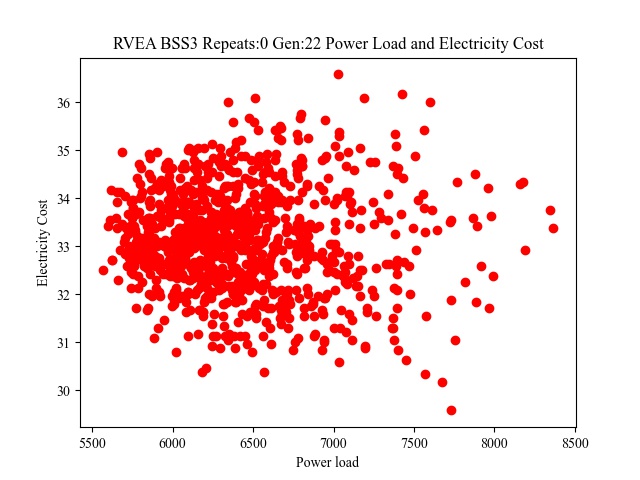 RVEA BSS3 Repeats:0 Gen:22 Power Load and Electricity Cost
36
35
34
33
32
31
30
Electricity Cost
5500 6000 6500 7000 7500 8000 8500
Power load